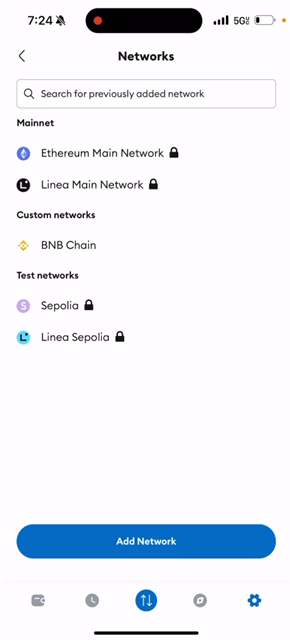 7:24 5G
Networks
Search for previously added network
Mainnet
Ethereum Main Network
Linea Main Network
Custom networks
BNB Chain
Test networks
S Sepolia
Linea Sepolia
Add Network